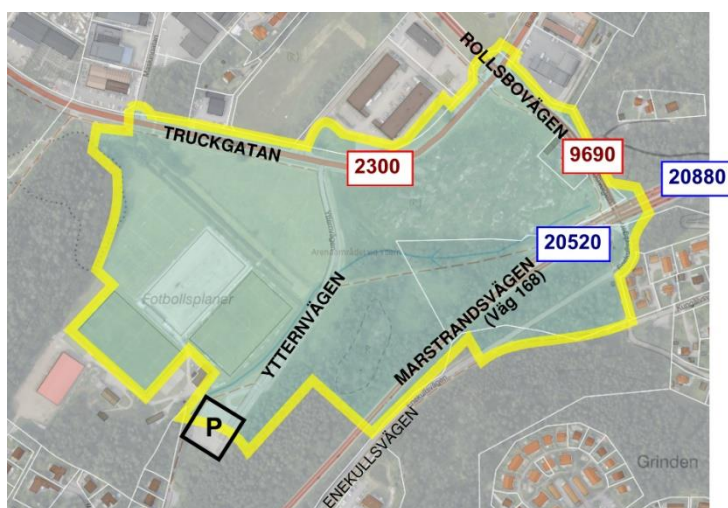 ROLLSBOVÄGEN
TRUCKGATAN
2300
9690
20880
20520
Fotbollsplaner
YTTERNVÄGEN
MARSTRANDSVÄGEN
(Väg 168)
P
ENEKULLSVÄGEN
Grinden